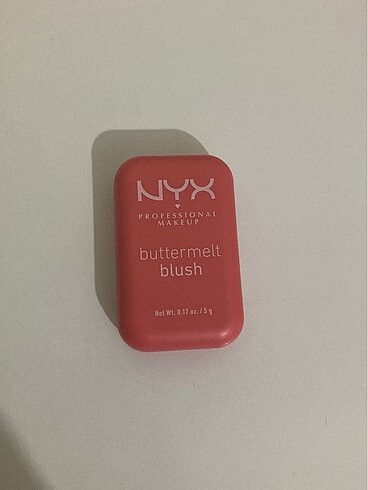 NYX
PROFESSIONAL
MAKEUP
buttermelt
blush
Net Wt. 0.17 oz. / 5 g